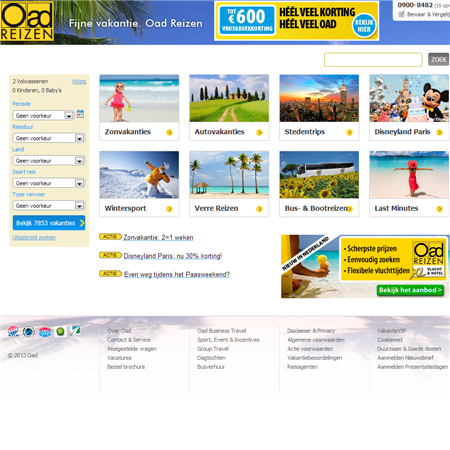 Oad
REIZEN
Fijne vakantie. Oad Reizen
TOT
€600
VROEGBOEKKORTING
HÉÉL VEEL KORTING
HÉÉL VEEL OAD
BEKIJK
HIER
0900-8482 (15 cpm
Bewaar & Vergelij
ZOEK
2 Volwassenen Wijzig
0 Kinderen, 0 Baby's
Periode
Geen voorkeur
Reisduur
Geen voorkeur
Land
Geen voorkeur
Soort reis
Geen voorkeur
Type vervoer
Geen voorkeur
Bekijk 7853 vakanties
Uitgebreid zoeken
Zonvakanties
Autovakanties
Stedentrips
Disneyland Paris
Wintersport
Verre Reizen
Bus- & Bootreizen
Last Minutes
ACTIE Zonvakantie: 2=1 weken
ACTIE Disneyland Paris: nu 30% korting!
ACTIE Even weg tijdens het Paasweekend?
NIEUW IN NEDERLAND
• Scherpste prijzen
• Eenvoudig zoeken
• Flexibele vluchttijden
Oad
REIZEN
XL VLUCHT
& HOTEL
Bekijk het aanbod >
© 2013 Oad
Over Oad
Contact & Service
Veelgestelde vragen
Vacatures
Bestel brochure
Oad Business Travel
Sport, Event & Incentives
Group Travel
Dagtochten
Busverhuur
Disclaimer & Privacy
Algemene voorwaarden
Actie voorwaarden
Vakantiebeoordelingen
Reisagenten
VakantieVIP
Cookiewet
Duurzaam & Goede doelen
Aanmelden Nieuwsbrief
Aanmelden Presentatiedagen